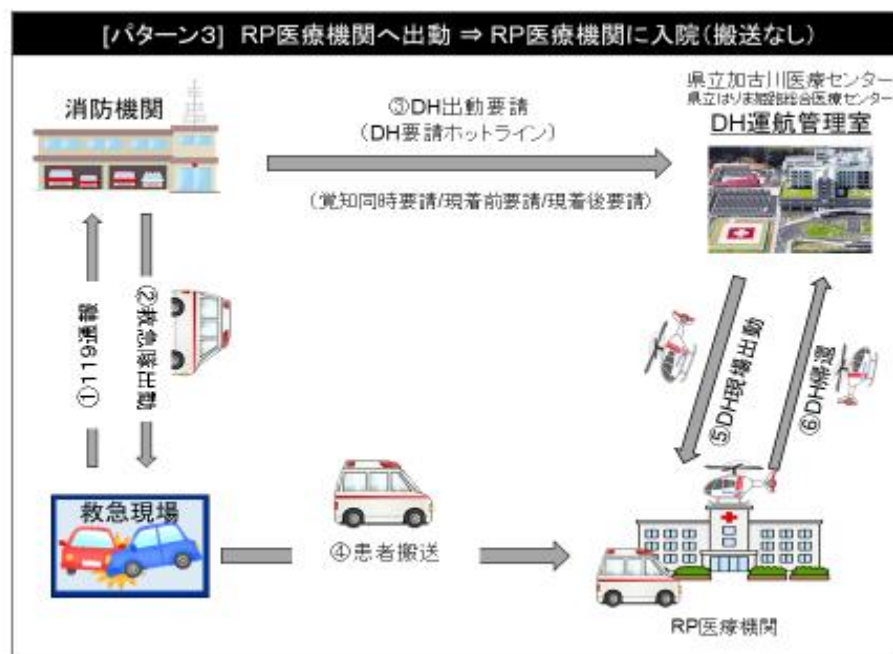 [パターン3] RP医療機関へ出動 ⇒ RP医療機関に入院(搬送なし)
消防機関
③DH出動要請
(DH要請ホットライン)
(覚知同時要請/現着前要請/現着後要請)
県立加古川医療センター
県立はりま姫路総合医療センター
DH運航管理室
①119通報
②救急隊出動
⑤DH現場出動
⑥DH帰還
救急現場
④患者搬送
RP医療機関